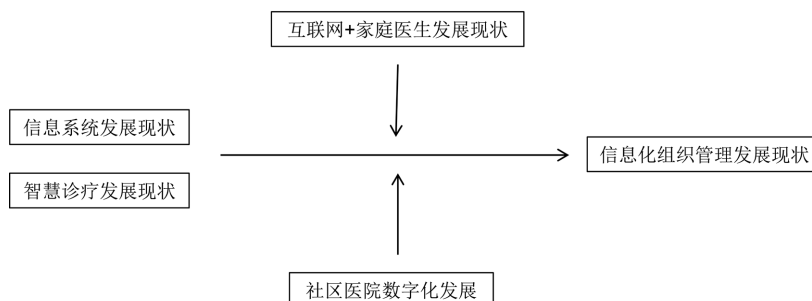 互联网+家庭医生发展现状
信息系统发展现状
信息化组织管理发展现状
智慧诊疗发展现状
社区医院数字化发展